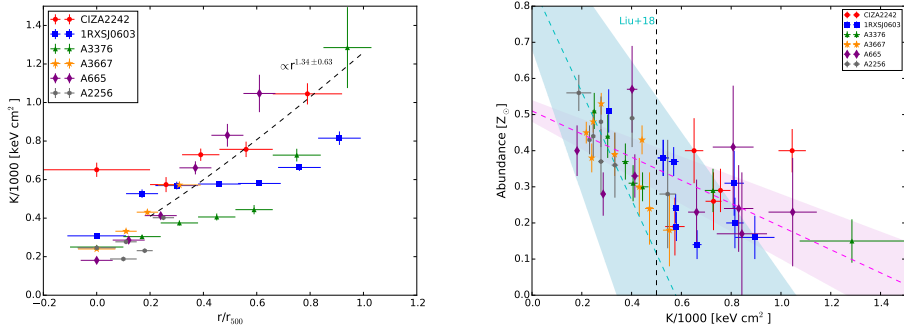 CIZA2242
1RXSJ0603
A3376
A3667
A665
A2256
∝r^1.34±0.63
K/1000 [keV cm²]
1.4
1.2
1.0
0.8
0.6
0.4
0.2
0.0
−0.2 0.0 0.2 0.4 0.6 0.8 1.0 1.2
r/r₅₀₀
Liu+18
CIZA2242
1RXSJ0603
A3376
A3667
A665
A2256
Abundance [Z☉]
0.8
0.7
0.6
0.5
0.4
0.3
0.2
0.1
0.0
0.0 0.2 0.4 0.6 0.8 1.0 1.2 1.4
K/1000 [keV cm²]